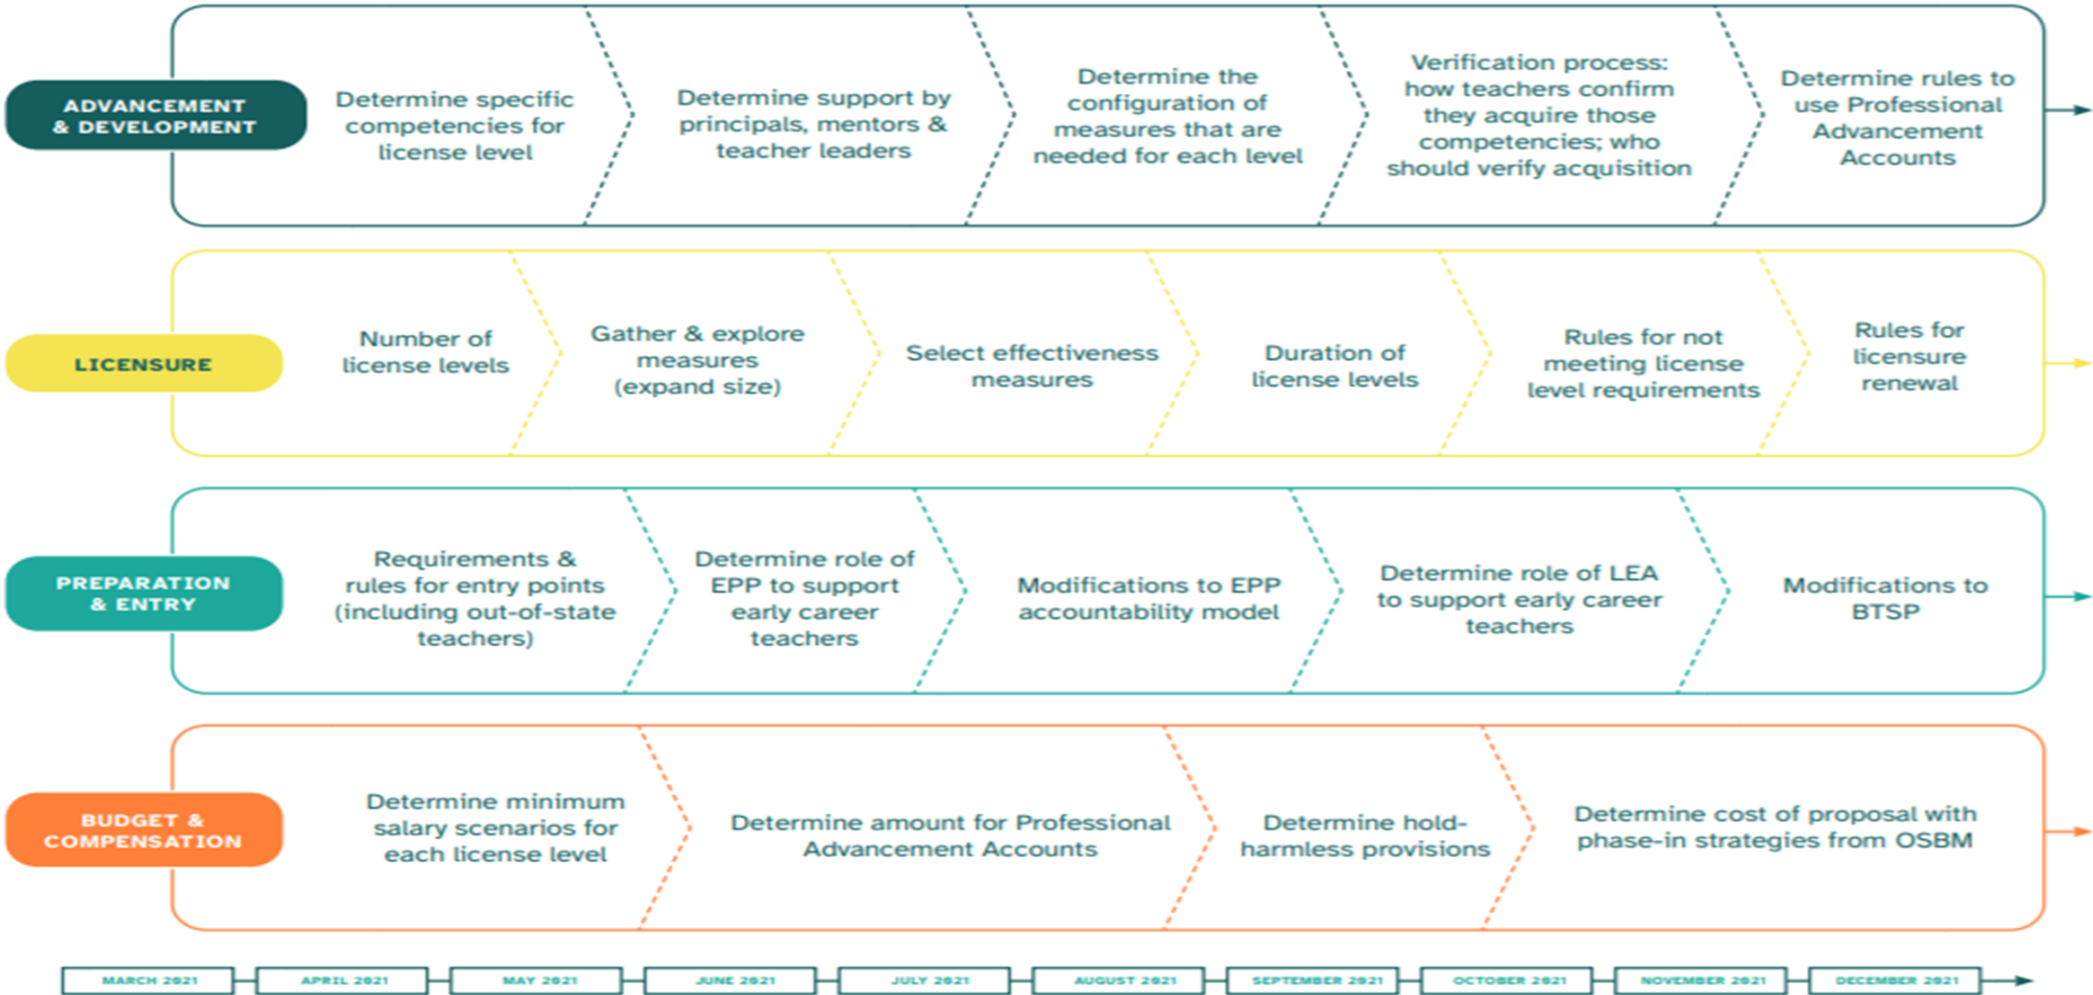 ADVANCEMENT
& DEVELOPMENT
Determine specific
competencies for
license level
Determine support by
principals, mentors &
teacher leaders
Determine the
configuration of
measures that are
needed for each level
Verification process:
how teachers confirm
they acquire those
competencies; who
should verify acquisition
Determine rules to
use Professional
Advancement
Accounts
LICENSURE
Number of
license levels
Gather & explore
measures
(expand size)
Select effectiveness
measures
Duration of
license levels
Rules for not
meeting license
level requirements
Rules for
licensure
renewal
PREPARATION
& ENTRY
Requirements &
rules for entry points
(including out-of-state
teachers)
Determine role of
EPP to support
early career
teachers
Modifications to EPP
accountability model
Determine role of LEA
to support early career
teachers
Modifications to
BTSP
BUDGET &
COMPENSATION
Determine minimum
salary scenarios for
each license level
Determine amount for Professional
Advancement Accounts
Determine hold-
harmless provisions
Determine cost of proposal with
phase-in strategies from OSBM
MARCH 2021
APRIL 2021
MAY 2021
JUNE 2021
JULY 2021
AUGUST 2021
SEPTEMBER 2021
OCTOBER 2021
NOVEMBER 2021
DECEMBER 2021